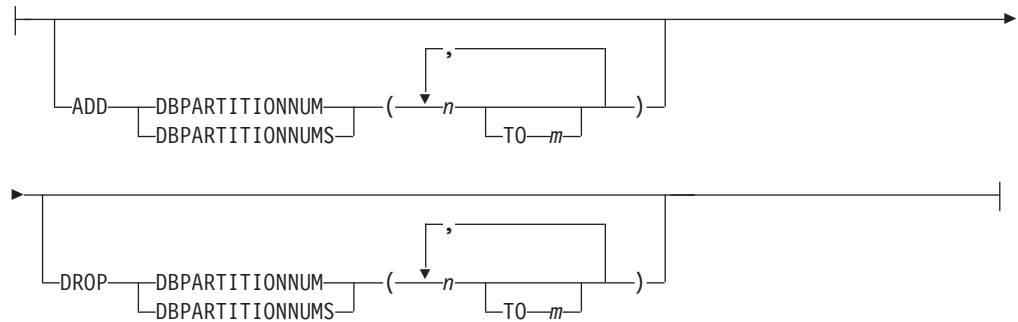 ,
ADD DBPARTITIONNUM ( n )
DBPARTITIONNUMS TO m
,
DROP DBPARTITIONNUM ( n )
DBPARTITIONNUMS TO m